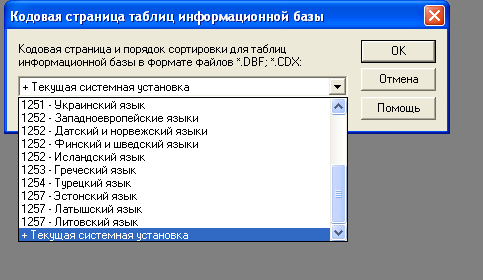 Кодовая страница таблиц информационной базы
Кодовая страница и порядок сортировки для таблиц
информационной базы в формате файлов *.DBF; *.CDX:
+ Текущая системная установка
OK
Отмена
Помощь
1251 - Украинский язык
1252 - Западноевропейские языки
1252 - Датский и норвежский языки
1252 - Финский и шведский языки
1252 - Исландский язык
1253 - Греческий язык
1254 - Турецкий язык
1257 - Эстонский язык
1257 - Латышский язык
1257 - Литовский язык
+ Текущая системная установка